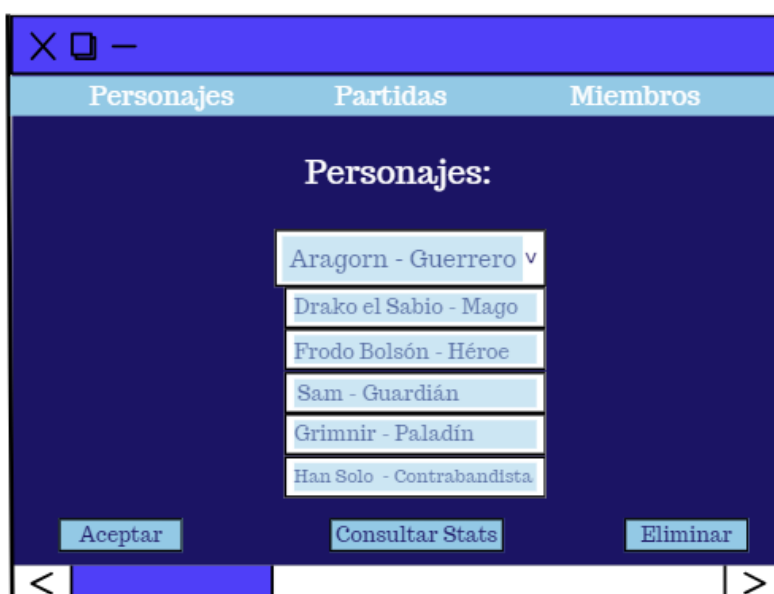 Personajes Partidas Miembros
Personajes:
Aragorn - Guerrero v
Drako el Sabio - Mago
Frodo Bolsón - Héroe
Sam - Guardián
Grimnir - Paladín
Han Solo - Contrabandista
Aceptar Consultar Stats Eliminar